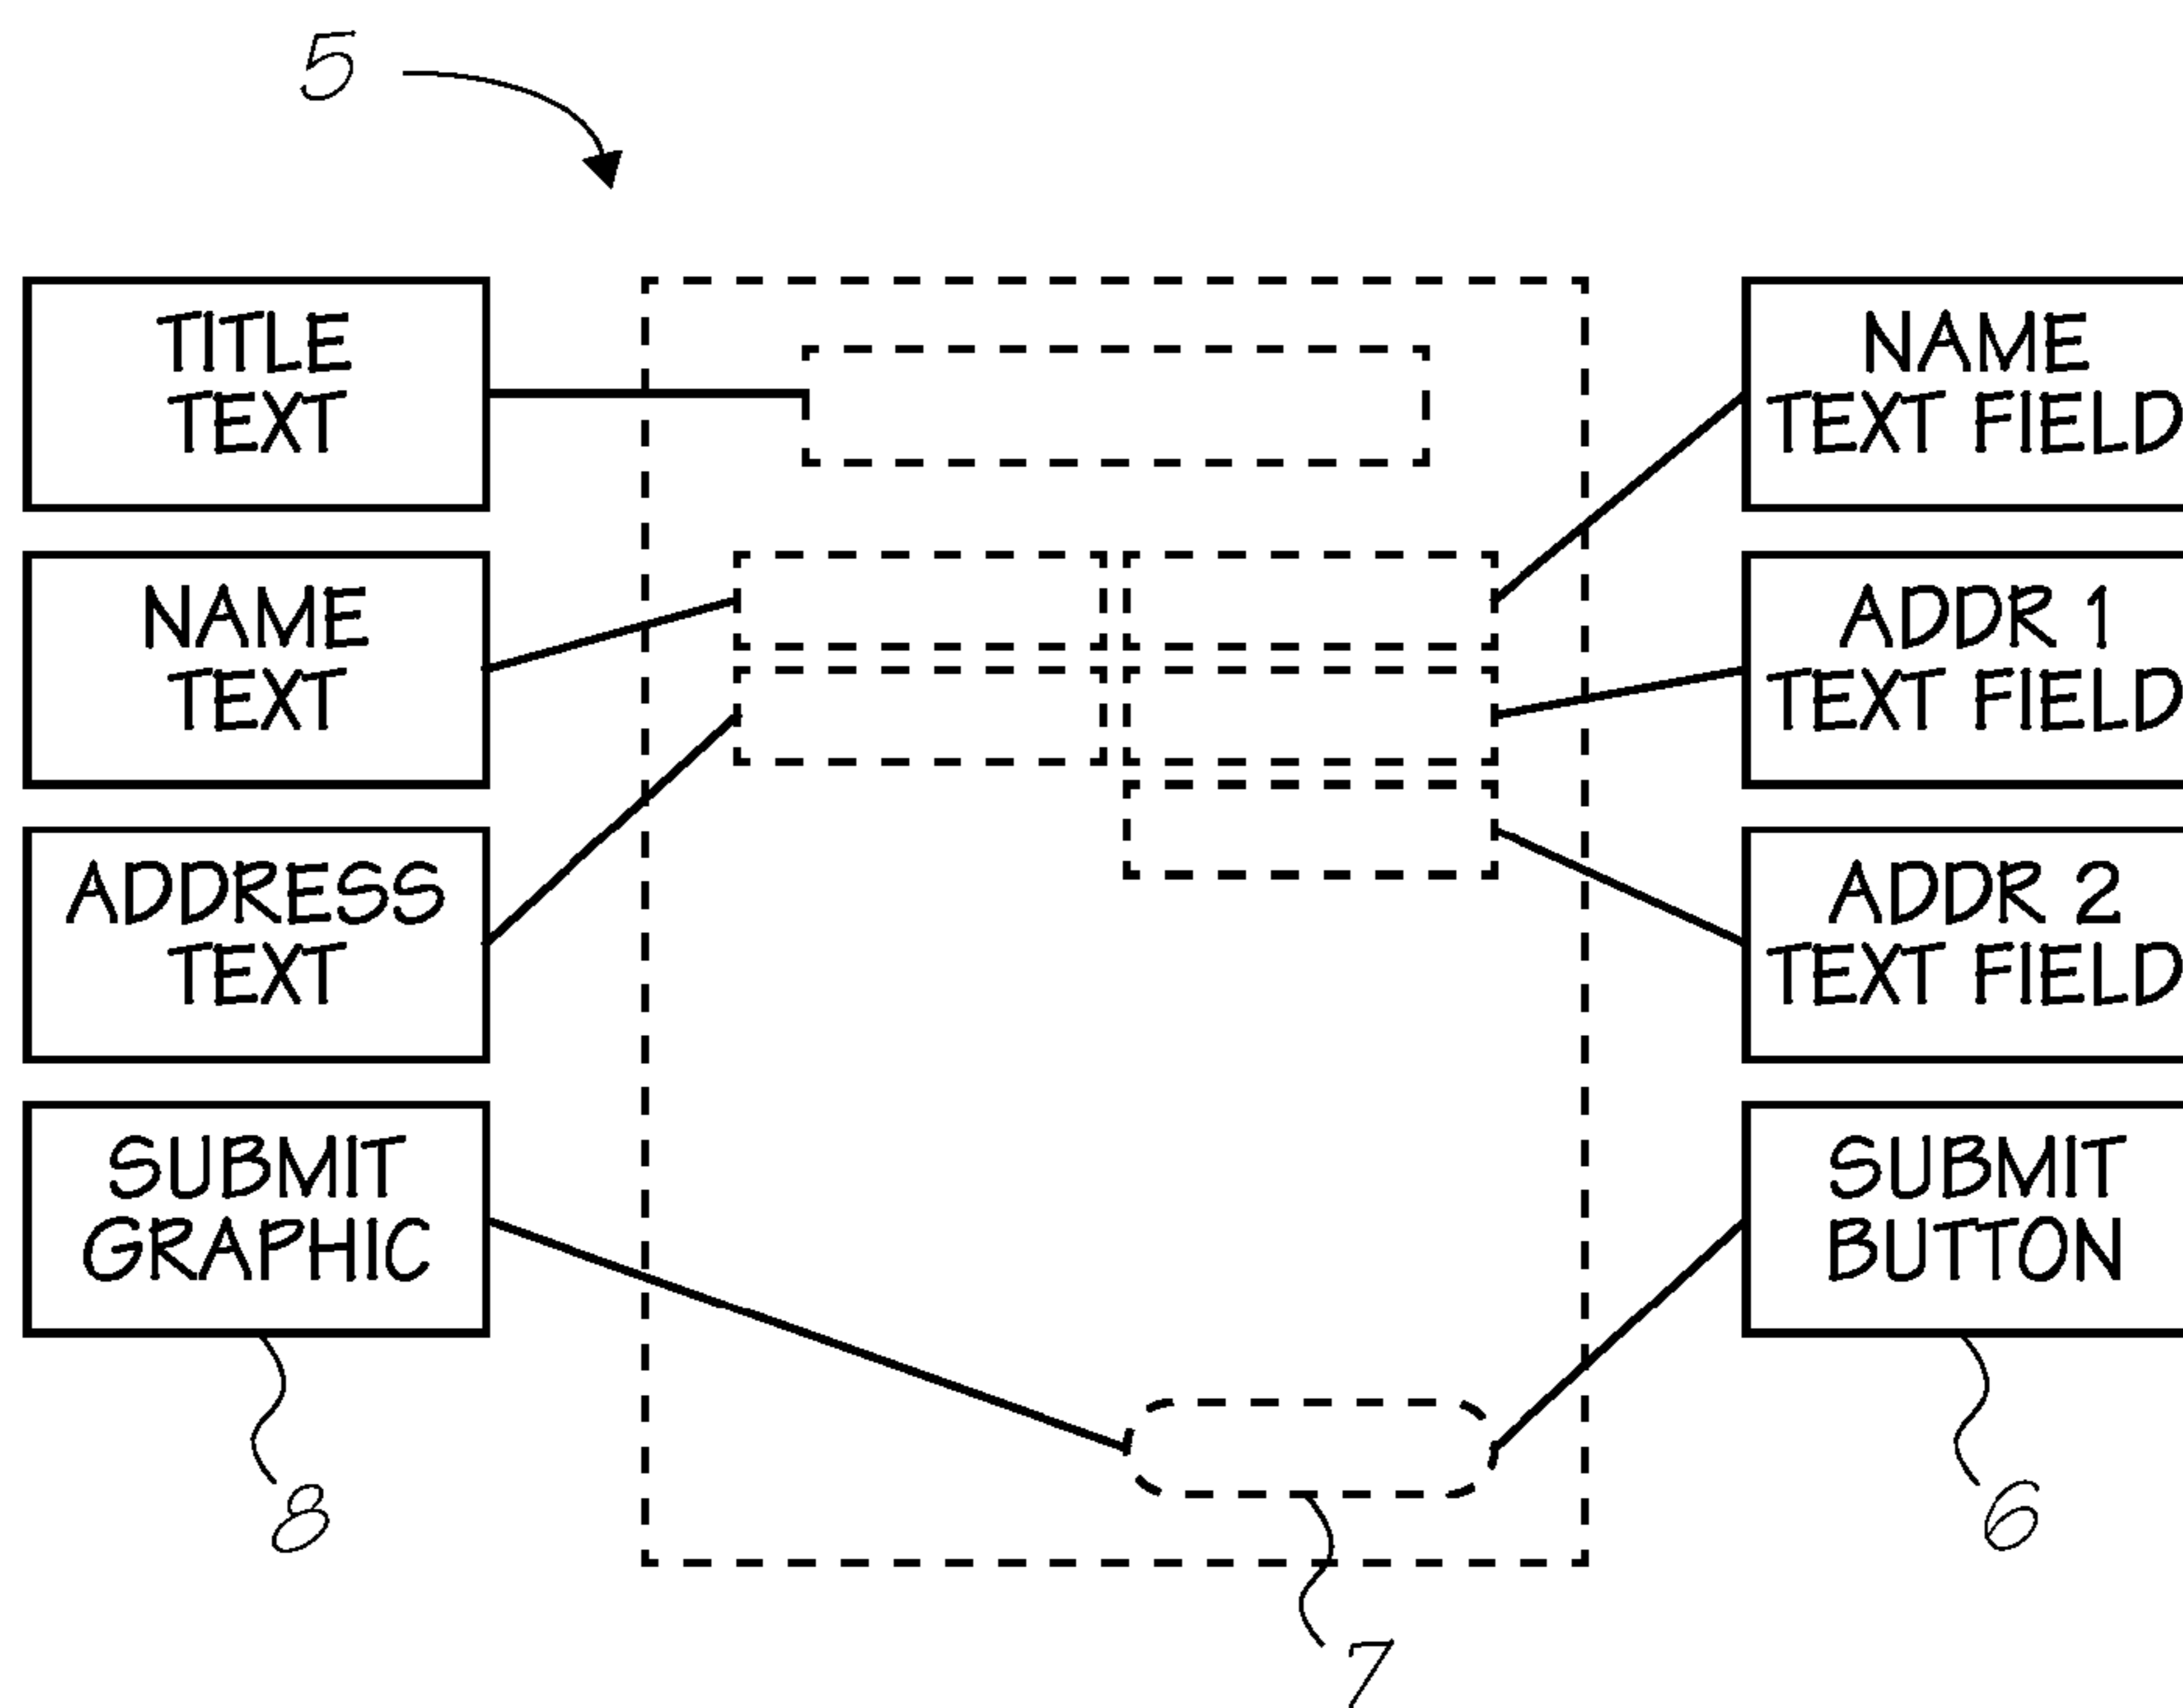 5
TITLE
TEXT
NAME
TEXT
ADDRESS
TEXT
SUBMIT
GRAPHIC
8
NAME
TEXT FIELD
ADDR 1
TEXT FIELD
ADDR 2
TEXT FIELD
SUBMIT
BUTTON
6
7